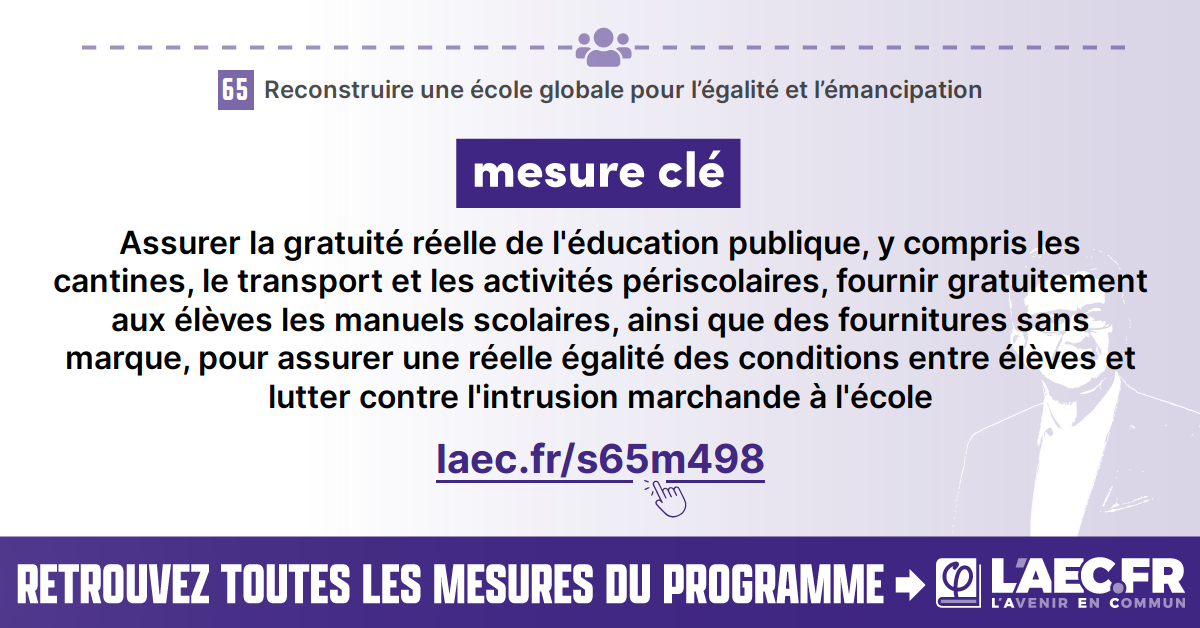 65 Reconstruire une école globale pour l’égalité et l’émancipation
mesure clé
Assurer la gratuité réelle de l'éducation publique, y compris les
cantines, le transport et les activités périscolaires, fournir gratuitement
aux élèves les manuels scolaires, ainsi que des fournitures sans
marque, pour assurer une réelle égalité des conditions entre élèves et
lutter contre l'intrusion marchande à l'école
laec.fr/s65m498
RETROUVEZ TOUTES LES MESURES DU PROGRAMME → φ L'AEC.FR
L'AVENIR EN COMMUN